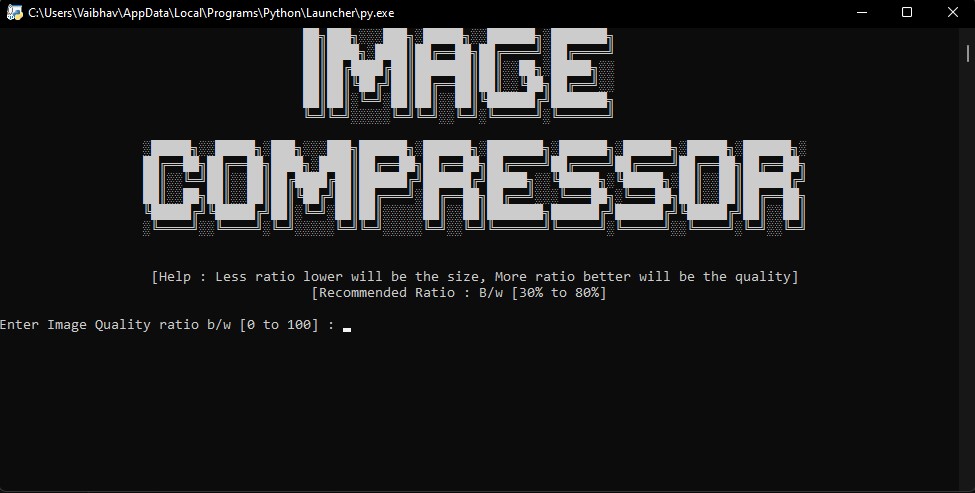 C:\Users\Vaibhav\AppData\Local\Programs\Python\Launcher\py.exe
IMAGE
COMPRESSOR
[Help : Less ratio lower will be the size, More ratio better will be the quality]
[Recommended Ratio : B/w [30% to 80%]
Enter Image Quality ratio b/w [0 to 100] :